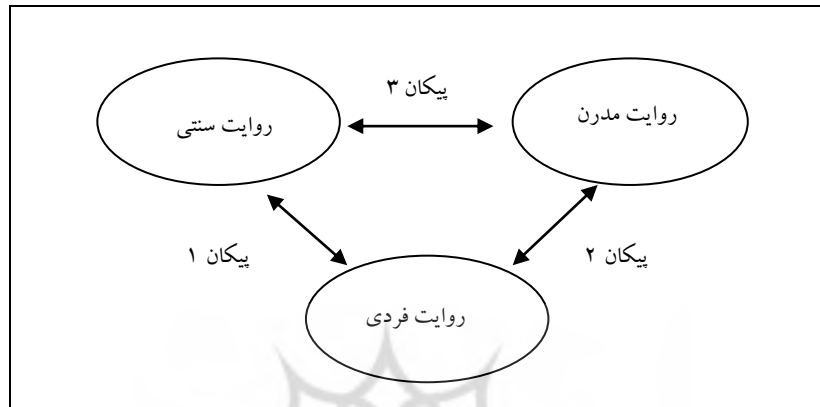 پیکان ۳
روایت مدرن
روایت سنتی
پیکان ۲
پیکان ۱
روایت فردی